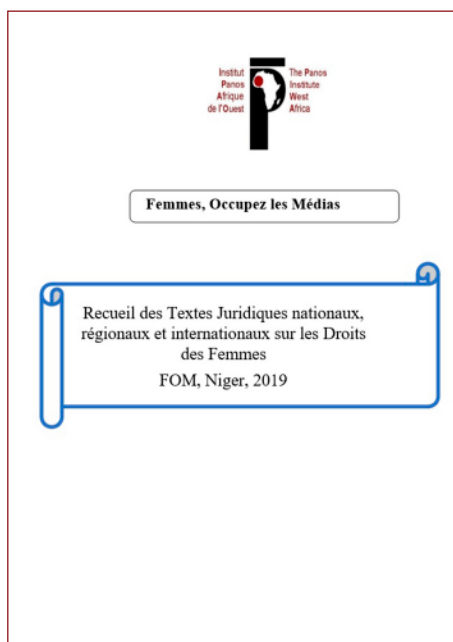 Institut
Panos
Afrique
de l'Ouest
The Panos
Institute
West
Africa
Femmes, Occupez les Médias
Recueil des Textes Juridiques nationaux,
régionaux et internationaux sur les Droits
des Femmes
FOM, Niger, 2019